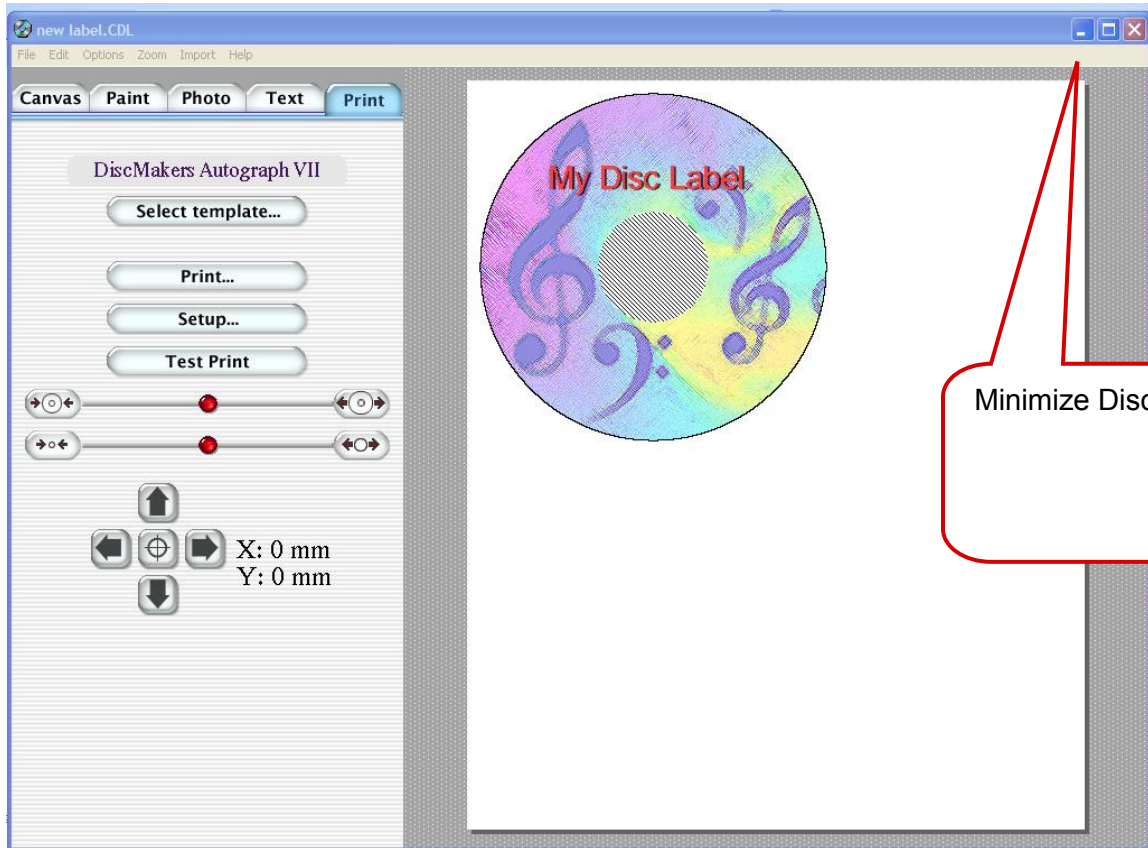 new label.CDL
File Edit Options Zoom Import Help
Canvas Paint Photo Text Print
DiscMakers Autograph VII
Select template...
Print...
Setup...
Test Print
X: 0 mm
Y: 0 mm
My Disc Label
Minimize Disc